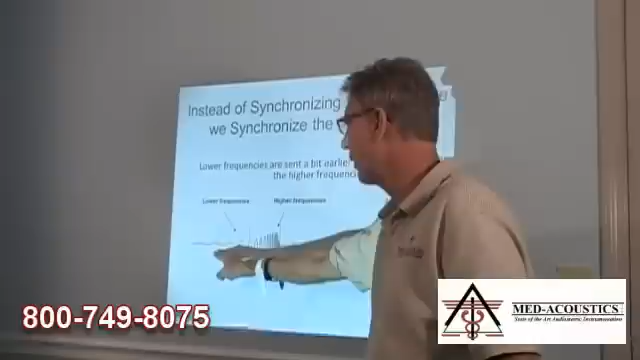 Instead of Synchronizing
we Synchronize the
Lower frequencies are sent a bit earlier
the higher frequencies
Lower frequencies
Higher frequencies
800-749-8075
MED-ACOUSTICS
State of the Art Audiometric Instrumentation